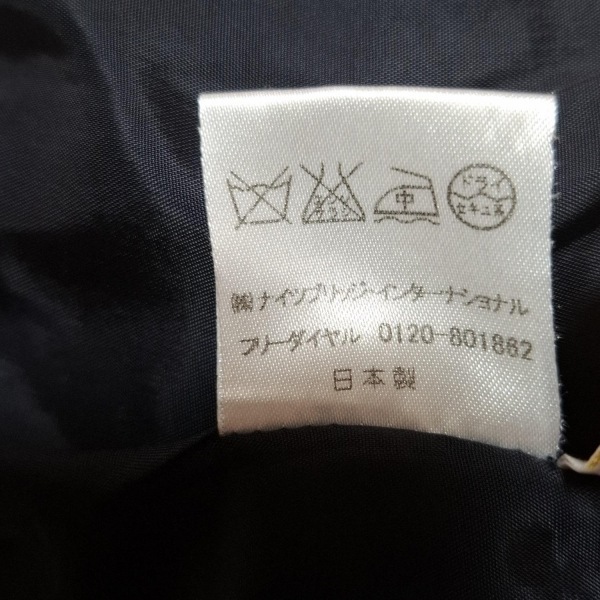 中 ドライ
セキユ系
㈱ナイツブリッジ・インターナショナル
フリーダイヤル 0120-801862
日本製